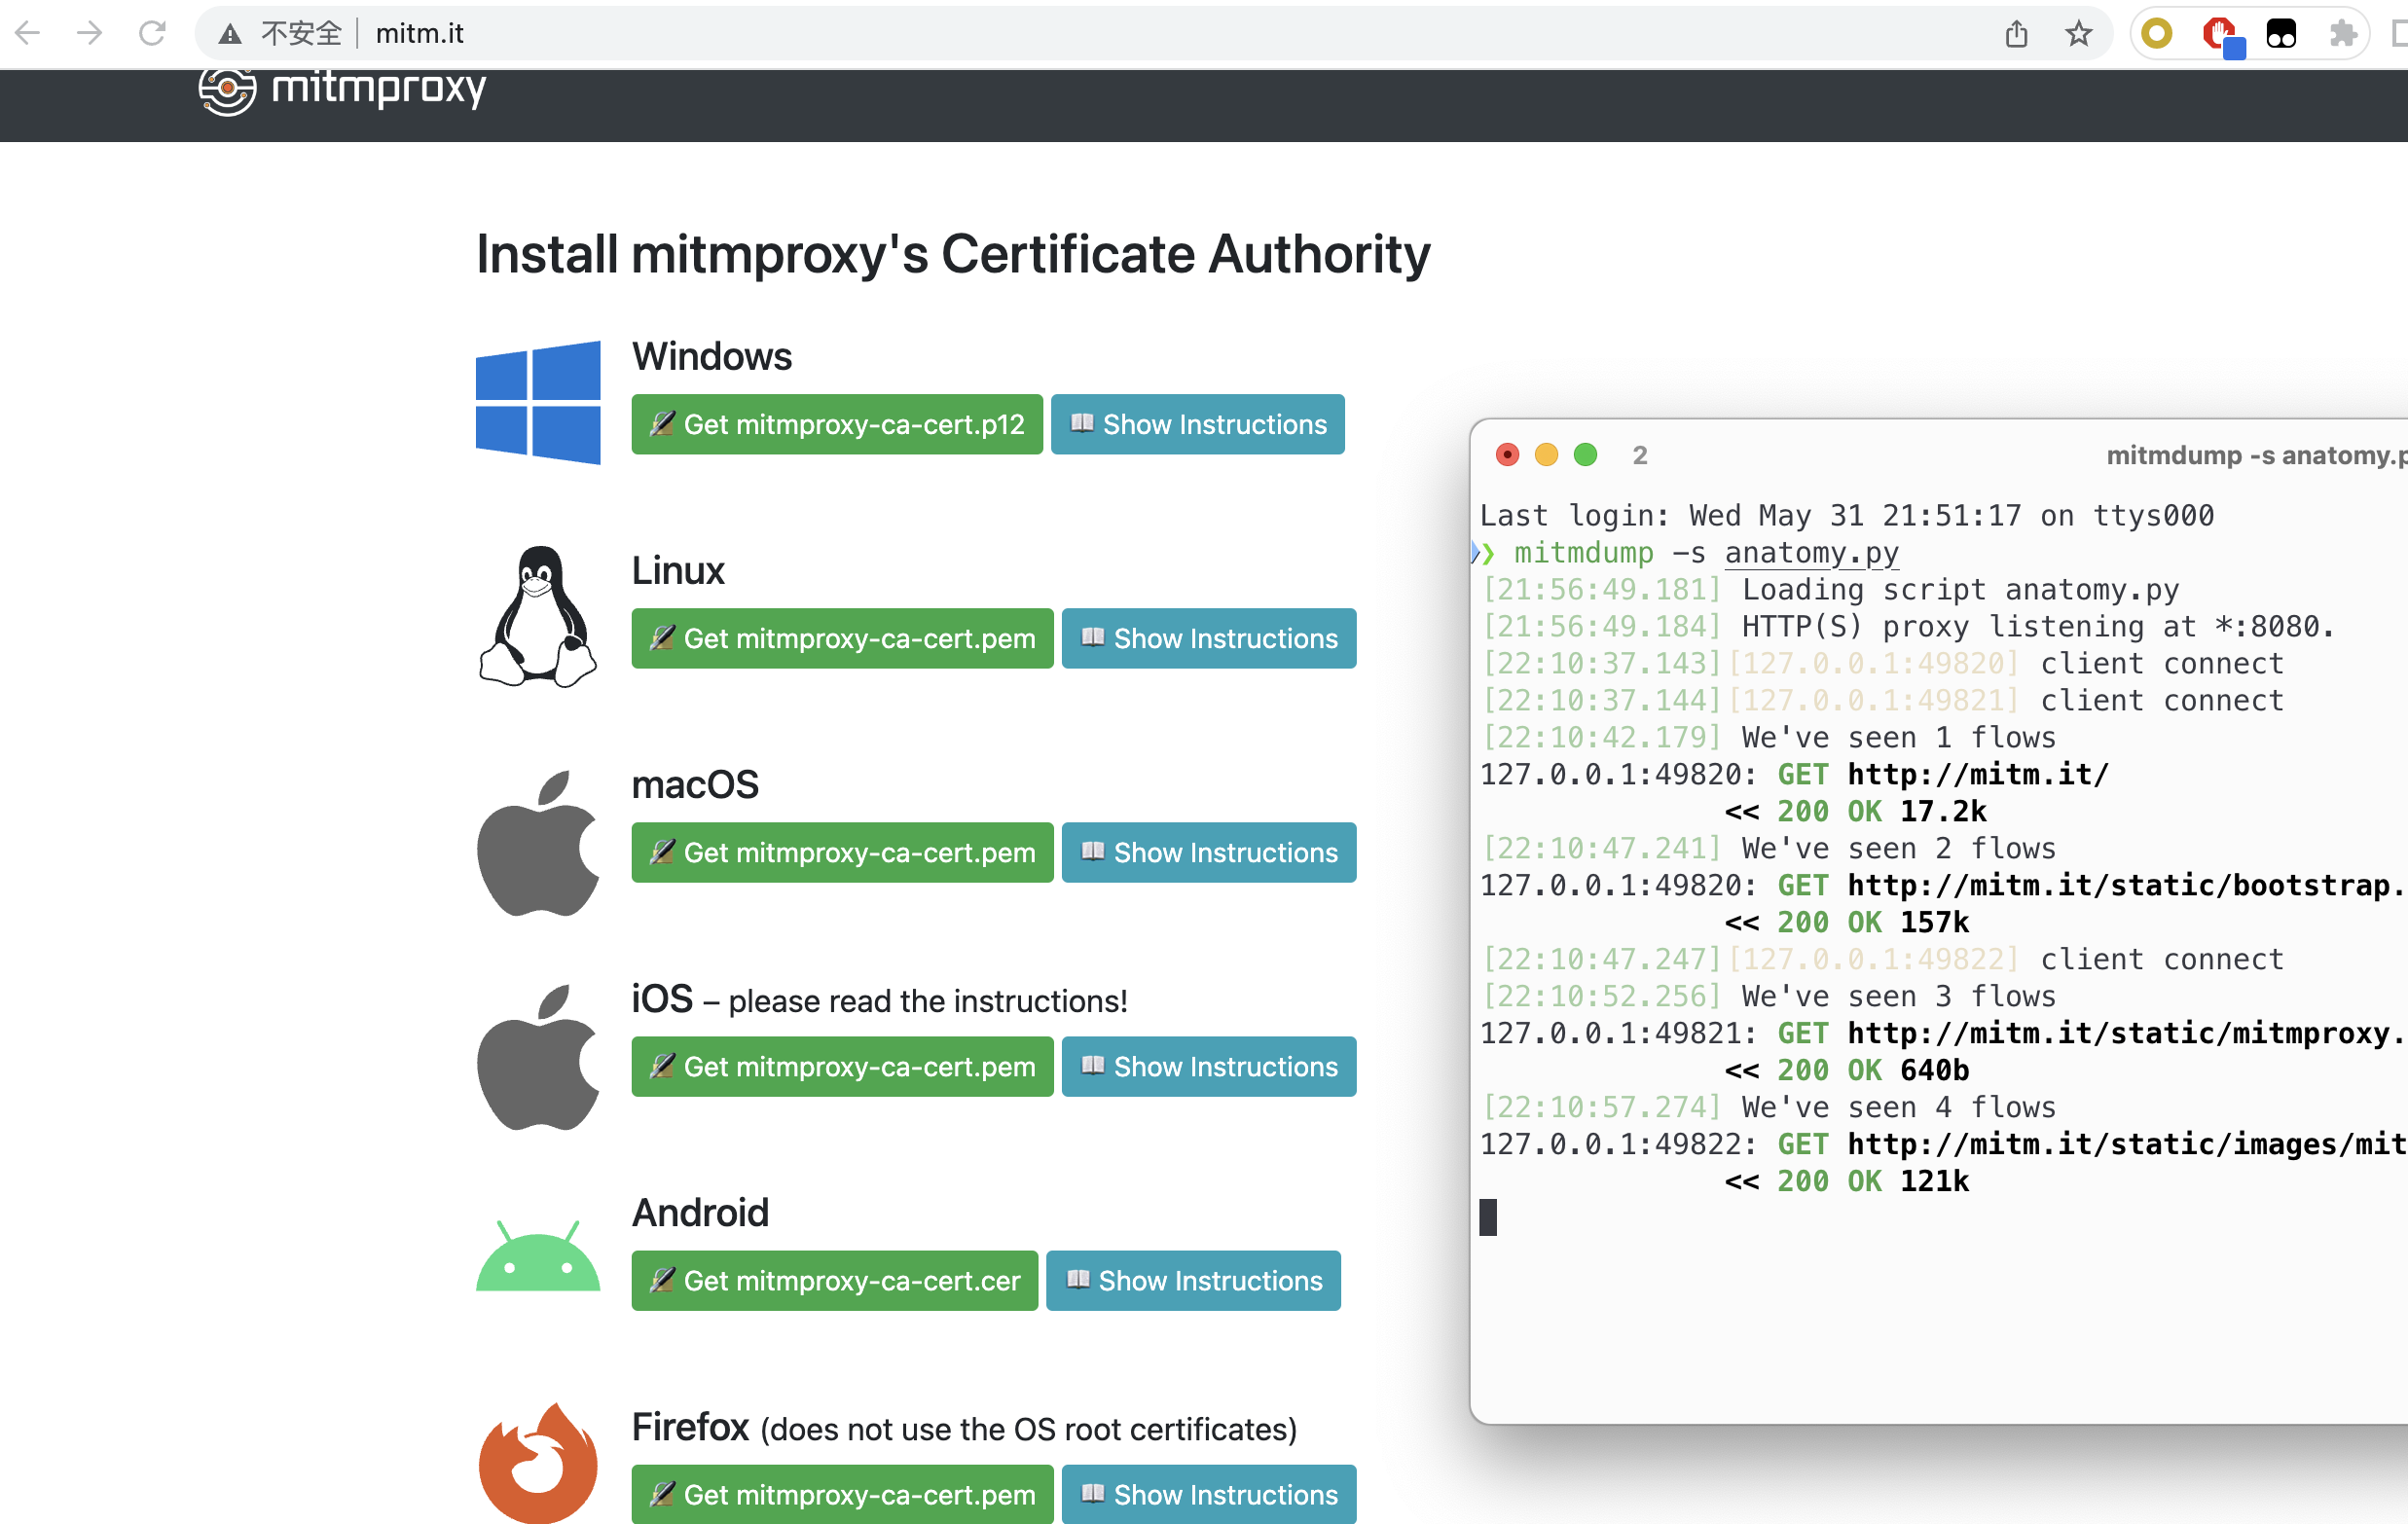 不安全 | mitm.it
mitmproxy
Install mitmproxy's Certificate Authority
Windows
Get mitmproxy-ca-cert.p12 Show Instructions
Linux
Get mitmproxy-ca-cert.pem Show Instructions
macOS
Get mitmproxy-ca-cert.pem Show Instructions
iOS – please read the instructions!
Get mitmproxy-ca-cert.pem Show Instructions
Android
Get mitmproxy-ca-cert.cer Show Instructions
Firefox (does not use the OS root certificates)
Get mitmproxy-ca-cert.pem Show Instructions
2 mitmdump -s anatomy.p
Last login: Wed May 31 21:51:17 on ttys000
❯ mitmdump -s anatomy.py
[21:56:49.181] Loading script anatomy.py
[21:56:49.184] HTTP(S) proxy listening at *:8080.
[22:10:37.143][127.0.0.1:49820] client connect
[22:10:37.144][127.0.0.1:49821] client connect
[22:10:42.179] We've seen 1 flows
127.0.0.1:49820: GET http://mitm.it/
<< 200 OK 17.2k
[22:10:47.241] We've seen 2 flows
127.0.0.1:49820: GET http://mitm.it/static/bootstrap.
<< 200 OK 157k
[22:10:47.247][127.0.0.1:49822] client connect
[22:10:52.256] We've seen 3 flows
127.0.0.1:49821: GET http://mitm.it/static/mitmproxy.
<< 200 OK 640b
[22:10:57.274] We've seen 4 flows
127.0.0.1:49822: GET http://mitm.it/static/images/mit
<< 200 OK 121k